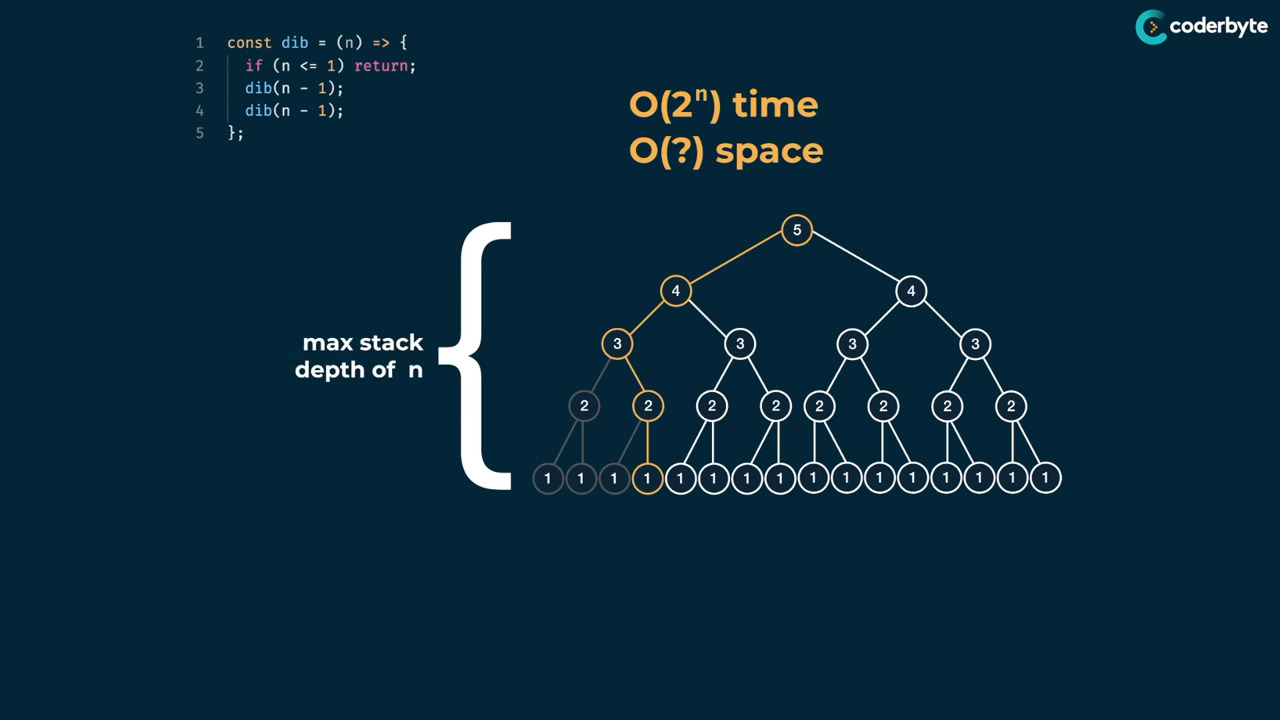 coderbyte
1 const dib = (n) => {
2 if (n <= 1) return;
3 dib(n - 1);
4 dib(n - 1);
5 };
O(2ⁿ) time
O(?) space
max stack
depth of n
5
4 4
3 3 3 3
2 2 2 2 2 2 2 2
1 1 1 1 1 1 1 1 1 1 1 1 1 1 1 1